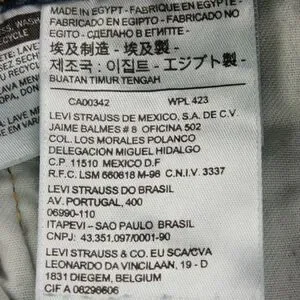 MADE IN EGYPT - FABRIQUE EN EGYPTE -
FABRICADO EN EGIPTO - FABRICADO EN
EGITO - СДЕЛАНО В ЕГИПТЕ -
埃及制造 - 埃及製 -
제조국 : 이집트 - エジプト製 -
BUATAN TIMUR TENGAH
CA00342 WPL 423
LEVI STRAUSS DE MEXICO, S.A. DE C.V.
JAIME BALMES # 8 OFICINA 502
COL. LOS MORALES POLANCO
DELEGACION MIGUEL HIDALGO
C.P. 11510 MEXICO D.F
R.F.C. LSM 660618 M-96 C.N.I.V. 3337
LEVI STRAUSS DO BRASIL
AV. PORTUGAL, 400
06990-110
ITAPEVI - SAO PAULO BRASIL
CNPJ: 43.351.097/0001-90
LEVI STRAUSS & CO. EU SCA/CVA
LEONARDO DA VINCILAAN, 19 - D
1831 DIEGEM, BELGIUM
CIF A 08298606